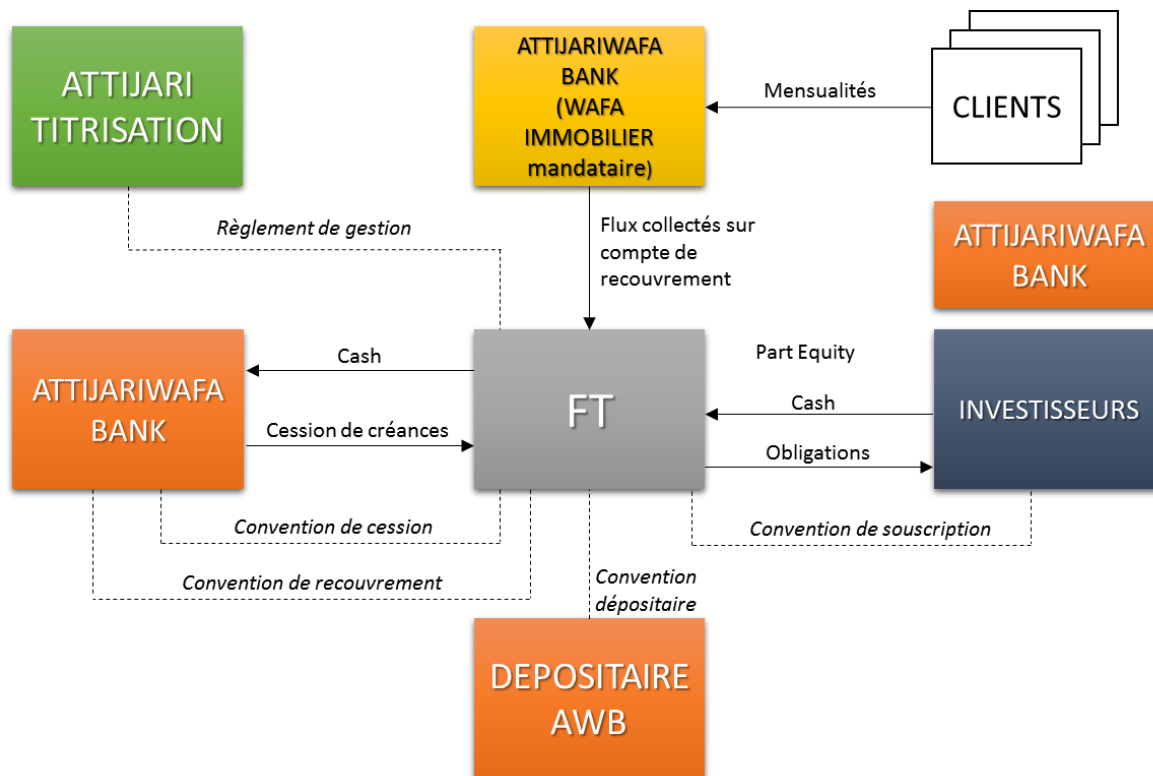 ATTIJARI
TITRISATION
ATTIJARIWAFA
BANK
(WAFA
IMMOBILIER
mandataire)
Mensualités
CLIENTS
Règlement de gestion
Flux collectés sur
compte de
recouvrement
ATTIJARIWAFA
BANK
ATTIJARIWAFA
BANK
Cash
Cession de créances
FT
Part Equity
Cash
Obligations
INVESTISSEURS
Convention de cession
Convention de recouvrement
Convention
dépositaire
Convention de souscription
DEPOSITAIRE
AWB